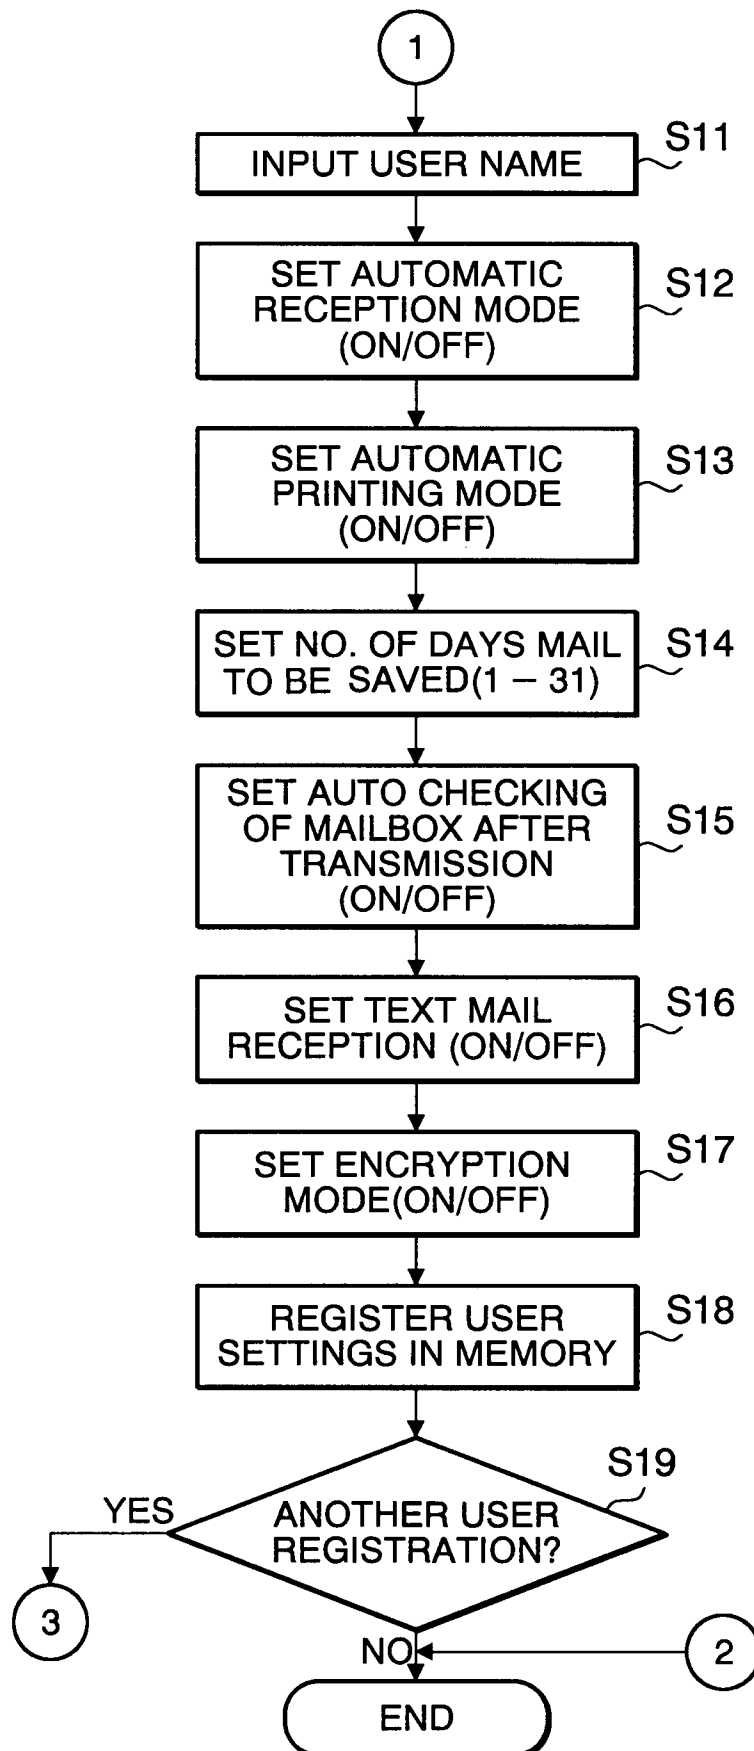 1
INPUT USER NAME
S11
SET AUTOMATIC
RECEPTION MODE
(ON/OFF)
S12
SET AUTOMATIC
PRINTING MODE
(ON/OFF)
S13
SET NO. OF DAYS MAIL
TO BE SAVED(1 – 31)
S14
SET AUTO CHECKING
OF MAILBOX AFTER
TRANSMISSION
(ON/OFF)
S15
SET TEXT MAIL
RECEPTION (ON/OFF)
S16
SET ENCRYPTION
MODE(ON/OFF)
S17
REGISTER USER
SETTINGS IN MEMORY
S18
S19
YES
ANOTHER USER
REGISTRATION?
3
NO
2
END